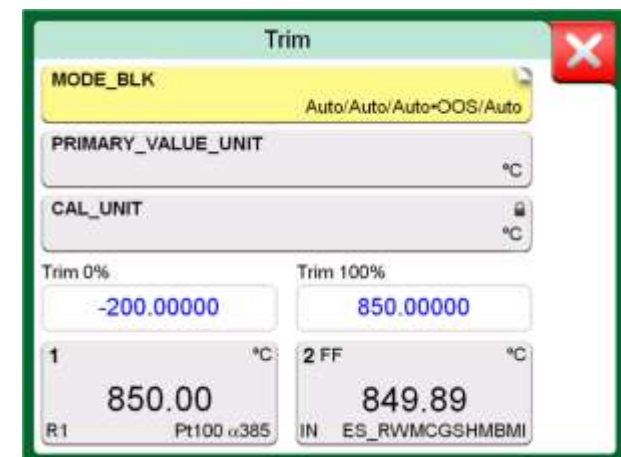 Trim
MODE_BLK
Auto/Auto/Auto+OOS/Auto
PRIMARY_VALUE_UNIT
°C
CAL_UNIT
°C
Trim 0% Trim 100%
-200.00000 850.00000
1 °C 2 FF °C
850.00 849.89
R1 Pt100 α385 IN ES_RWMCGSHMBMI